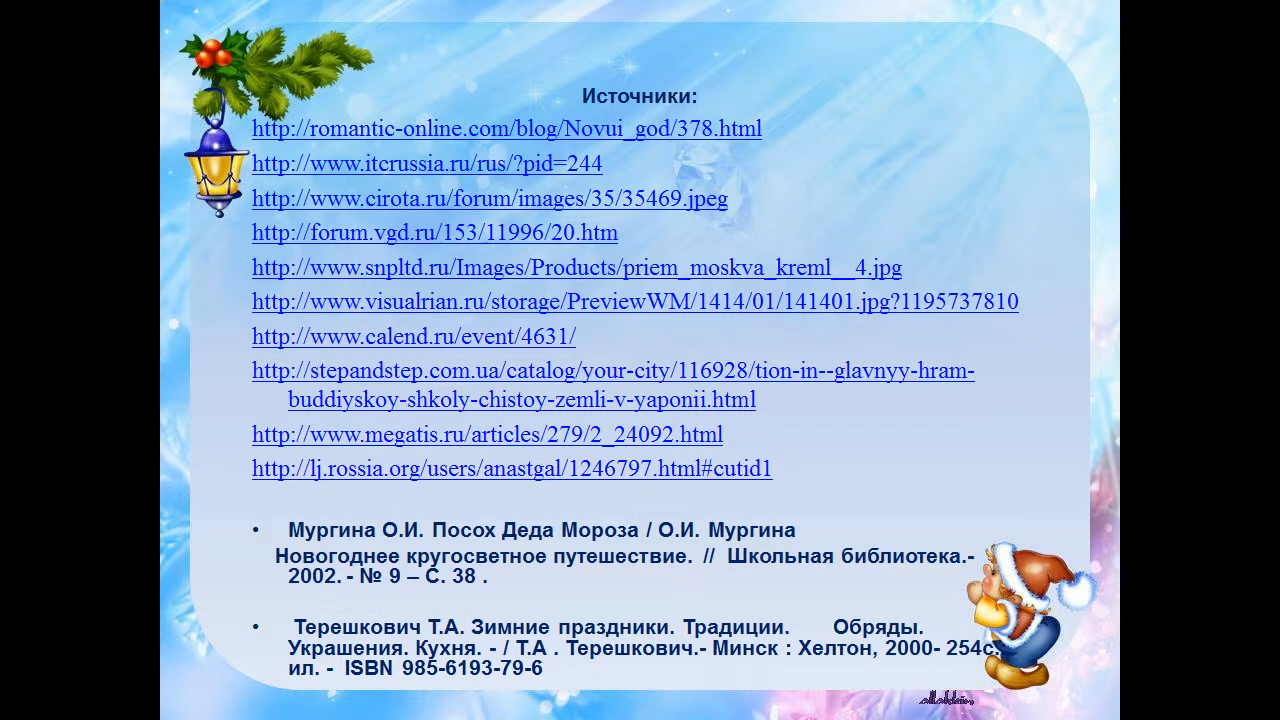 Источники:
http://romantic-online.com/blog/Novui_god/378.html
http://www.itcrussia.ru/rus/?pid=244
http://www.cirota.ru/forum/images/35/35469.jpeg
http://forum.vgd.ru/153/11996/20.htm
http://www.snpltd.ru/Images/Products/priem_moskva_kreml__4.jpg
http://www.visualrian.ru/storage/PreviewWM/1414/01/141401.jpg?1195737810
http://www.calend.ru/event/4631/
http://stepandstep.com.ua/catalog/your-city/116928/tion-in--glavnyy-hram-
buddiyskoy-shkoly-chistoy-zemli-v-yaponii.html
http://www.megatis.ru/articles/279/2_24092.html
http://lj.rossia.org/users/anastgal/1246797.html#cutid1
• Мургина О.И. Посох Деда Мороза / О.И. Мургина
Новогоднее кругосветное путешествие. // Школьная библиотека.-
2002. - № 9 – С. 38 .
• Терешкович Т.А. Зимние праздники. Традиции. Обряды.
Украшения. Кухня. - / Т.А . Терешкович.- Минск : Хелтон, 2000- 254с.
ил. - ISBN 985-6193-79-6